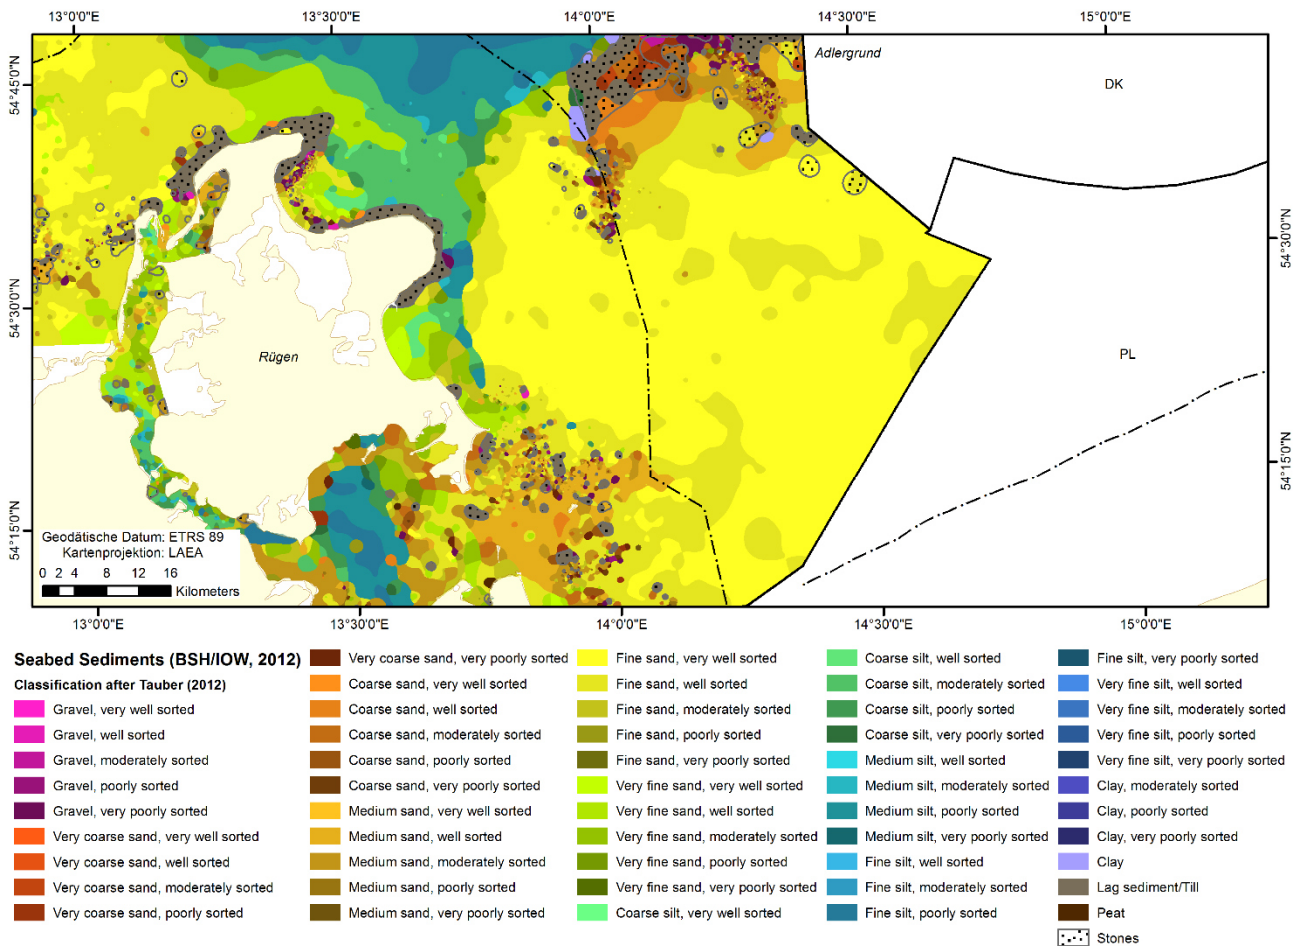 13°0'0"E
13°30'0"E
14°0'0"E
14°30'0"E
15°0'0"E
54°45'0"N
54°30'0"N
54°15'0"N
54°30'0"N
54°15'0"N
Adlergrund
DK
PL
Rügen
Geodätische Datum: ETRS 89
Kartenprojektion: LAEA
0 2 4 8 12 16
Kilometers
13°0'0"E
13°30'0"E
14°0'0"E
14°30'0"E
15°0'0"E
Seabed Sediments (BSH/IOW, 2012)
Classification after Tauber (2012)
Gravel, very well sorted
Gravel, well sorted
Gravel, moderately sorted
Gravel, poorly sorted
Gravel, very poorly sorted
Very coarse sand, very well sorted
Very coarse sand, well sorted
Very coarse sand, moderately sorted
Very coarse sand, poorly sorted
Very coarse sand, very poorly sorted
Coarse sand, very well sorted
Coarse sand, well sorted
Coarse sand, moderately sorted
Coarse sand, poorly sorted
Coarse sand, very poorly sorted
Medium sand, very well sorted
Medium sand, well sorted
Medium sand, moderately sorted
Medium sand, poorly sorted
Medium sand, very poorly sorted
Fine sand, very well sorted
Fine sand, well sorted
Fine sand, moderately sorted
Fine sand, poorly sorted
Fine sand, very poorly sorted
Very fine sand, very well sorted
Very fine sand, well sorted
Very fine sand, moderately sorted
Very fine sand, poorly sorted
Very fine sand, very poorly sorted
Coarse silt, very well sorted
Coarse silt, well sorted
Coarse silt, moderately sorted
Coarse silt, poorly sorted
Coarse silt, very poorly sorted
Medium silt, well sorted
Medium silt, moderately sorted
Medium silt, poorly sorted
Medium silt, very poorly sorted
Fine silt, well sorted
Fine silt, moderately sorted
Fine silt, poorly sorted
Fine silt, very poorly sorted
Very fine silt, well sorted
Very fine silt, moderately sorted
Very fine silt, poorly sorted
Very fine silt, very poorly sorted
Clay, moderately sorted
Clay, poorly sorted
Clay, very poorly sorted
Clay
Lag sediment/Till
Peat
Stones